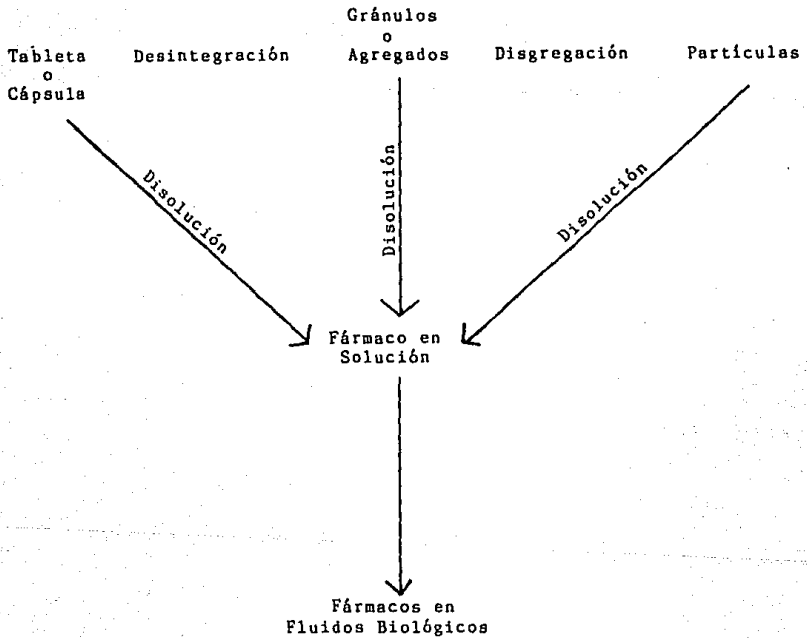 Gránulos
o
Tableta Desintegración Agregados Disgregación Partículas
o
Cápsula
Disolución
Disolución
Disolución
Fármaco en
Solución
Fármacos en
Fluidos Biológicos